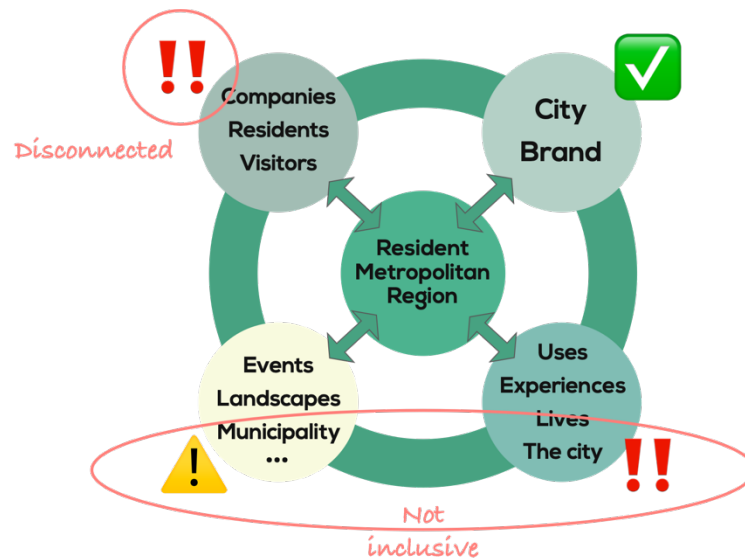 Companies
Residents
Visitors
Disconnected
City
Brand
Resident
Metropolitan
Region
Events
Landscapes
Municipality
...
Uses
Experiences
Lives
The city
Not
inclusive